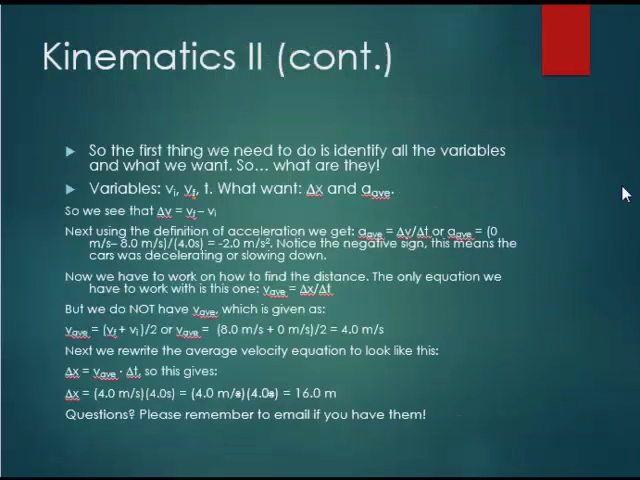 Kinematics II (cont.)
So the first thing we need to do is identify all the variables
and what we want. So… what are they!
Variables: vᵢ, v_f, t. What want: Δx and aₐᵥₑ.
So we see that Δv = v_f – vᵢ
Next using the definition of acceleration we get: aₐᵥₑ = Δv/Δt or aₐᵥₑ = (0
m/s– 8.0 m/s)/(4.0s) = -2.0 m/s². Notice the negative sign, this means the
cars was decelerating or slowing down.
Now we have to work on how to find the distance. The only equation we
have to work with is this one: vₐᵥₑ = Δx/Δt
But we do NOT have vₐᵥₑ, which is given as:
vₐᵥₑ = (v_f + vᵢ)/2 or vₐᵥₑ = (8.0 m/s + 0 m/s)/2 = 4.0 m/s
Next we rewrite the average velocity equation to look like this:
Δx = vₐᵥₑ · Δt, so this gives:
Δx = (4.0 m/s)(4.0s) = (4.0 m/s)(4.0s) = 16.0 m
Questions? Please remember to email if you have them!